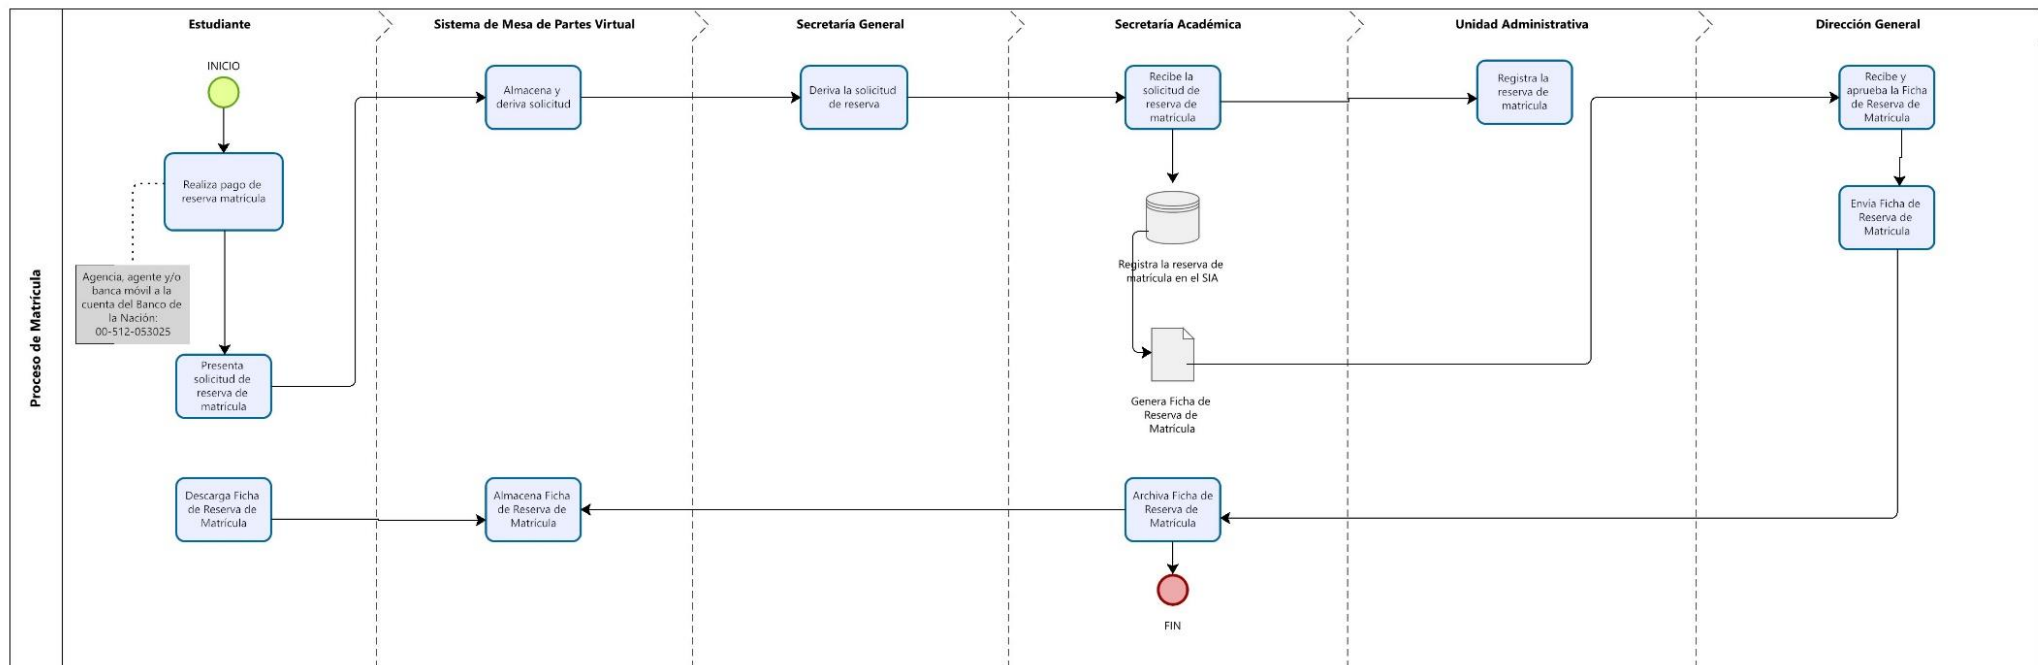 Estudiante
Sistema de Mesa de Partes Virtual
Secretaría General
Secretaría Académica
Unidad Administrativa
Dirección General
Proceso de Matrícula
INICIO
Realiza pago de
reserva matricula
Agencia, agente y/o
banca móvil a la
cuenta del Banco de
la Nación:
00-512-053025
Presenta
solicitud de
reserva de
matrícula
Almacena y
deriva solicitud
Deriva la solicitud
de reserva
Recibe la
solicitud de
reserva de
matrícula
Registra la
reserva de
matrícula
Registra la reserva de
matrícula en el SIA
Genera Ficha de
Reserva de
Matrícula
Recibe y
aprueba la Ficha
de Reserva de
Matricula
Envía Ficha de
Reserva de
Matricula
Descarga Ficha
de Reserva de
Matricula
Almacena Ficha
de Reserva de
Matricula
Archiva Ficha de
Reserva de
Matricula
FIN